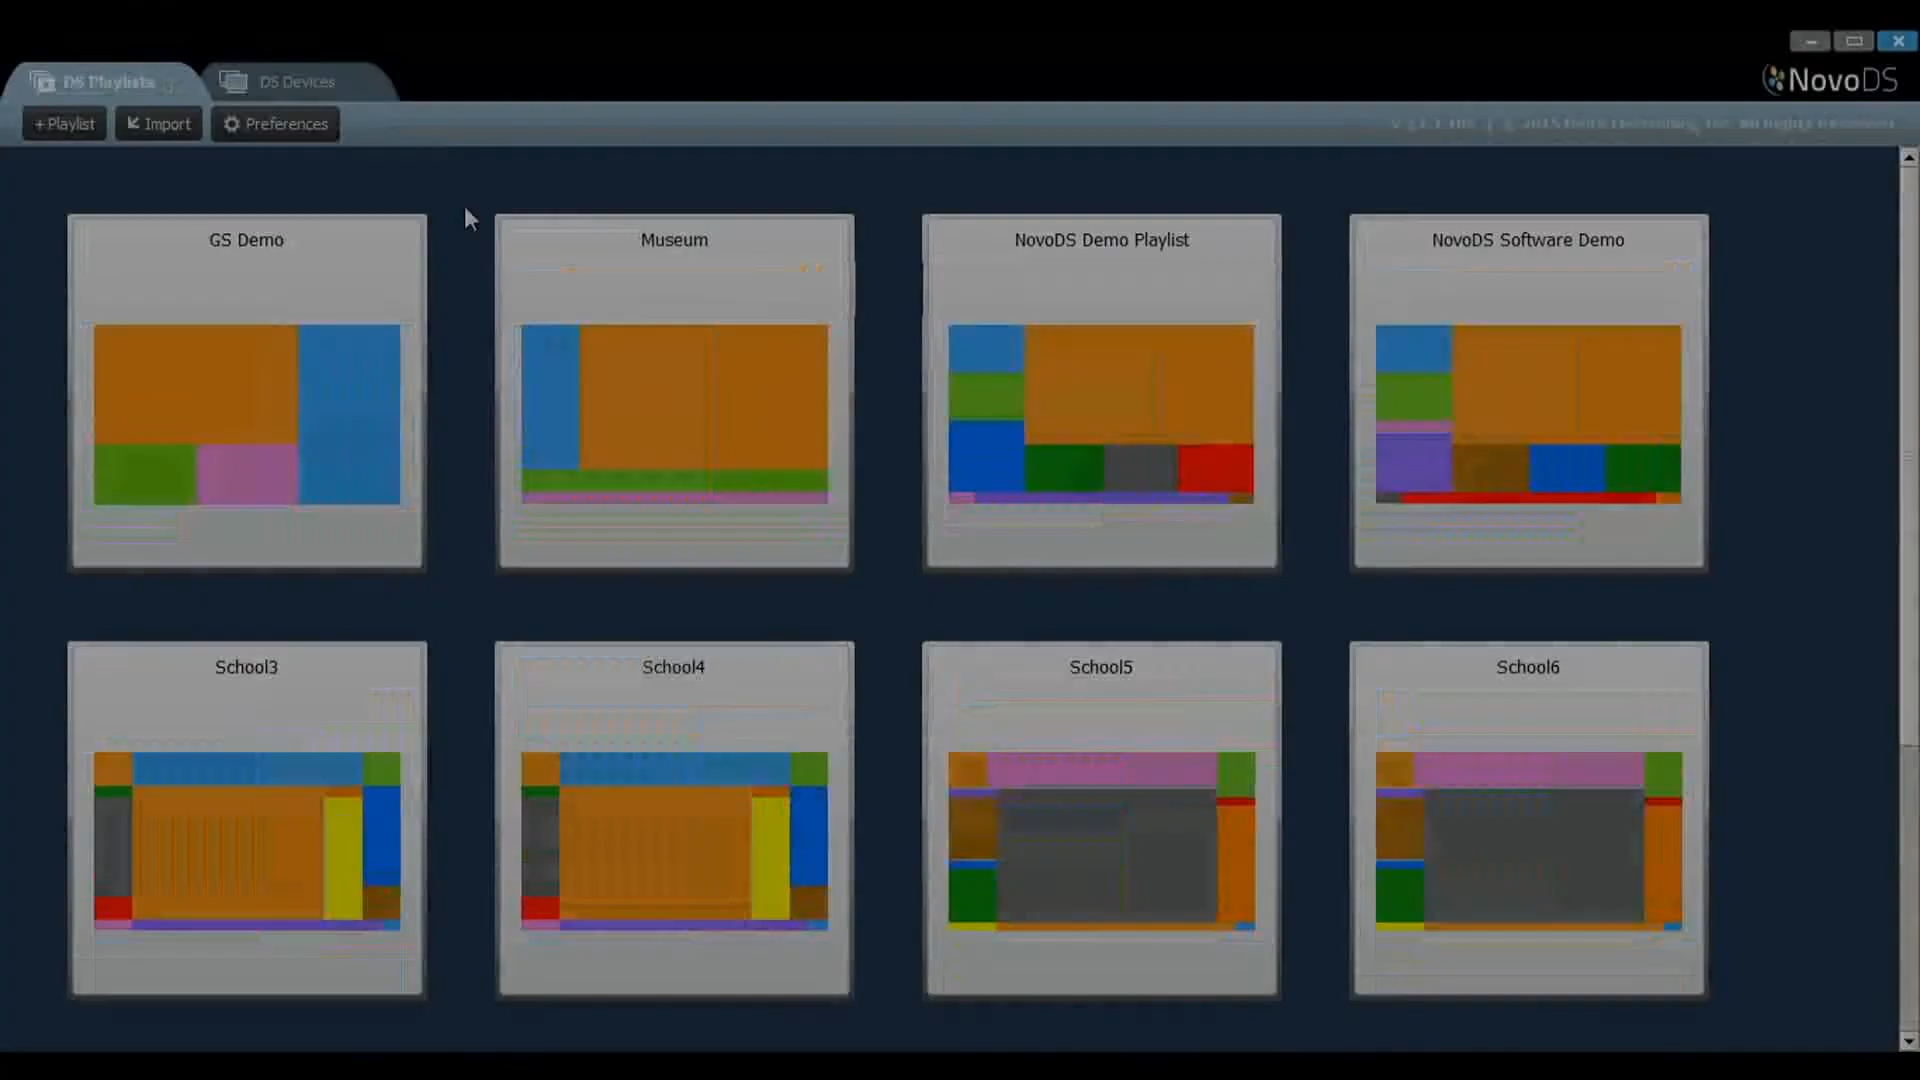 NovoDS
DS Playlists
DS Devices
+Playlist
Import
Preferences
GS Demo
Museum
NovoDS Demo Playlist
NovoDS Software Demo
School3
School4
School5
School6